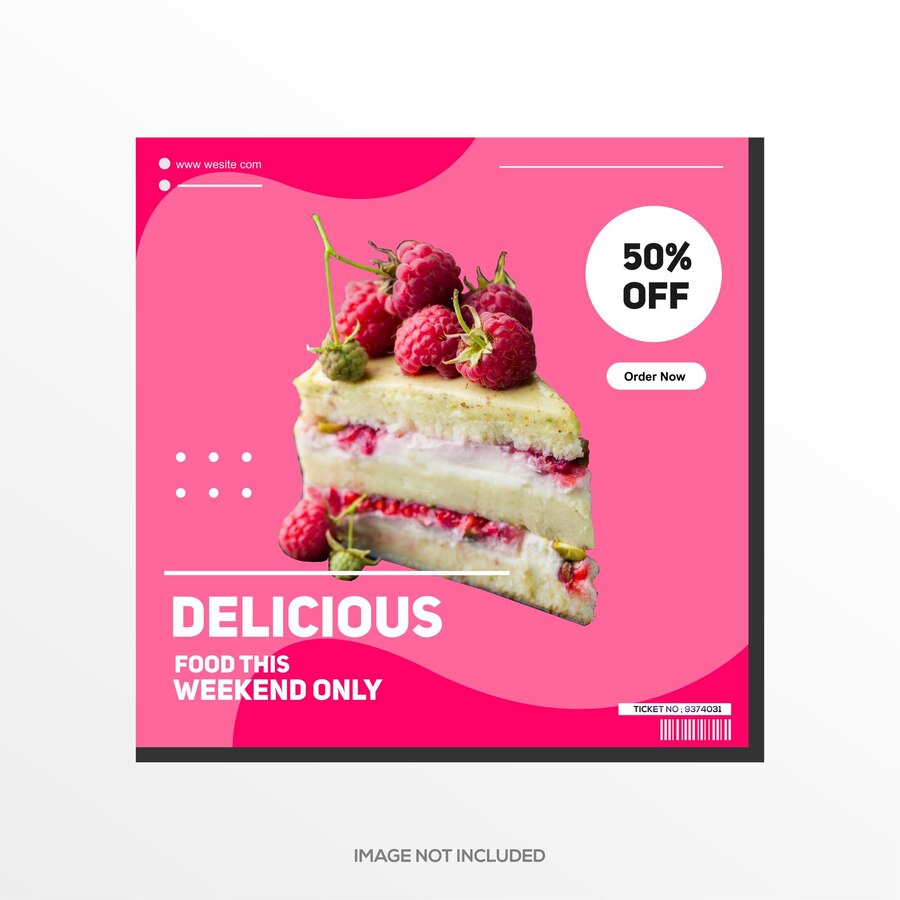 www wesite com
50%
OFF
Order Now
DELICIOUS
FOOD THIS
WEEKEND ONLY
TICKET NO ; 9374031
IMAGE NOT INCLUDED